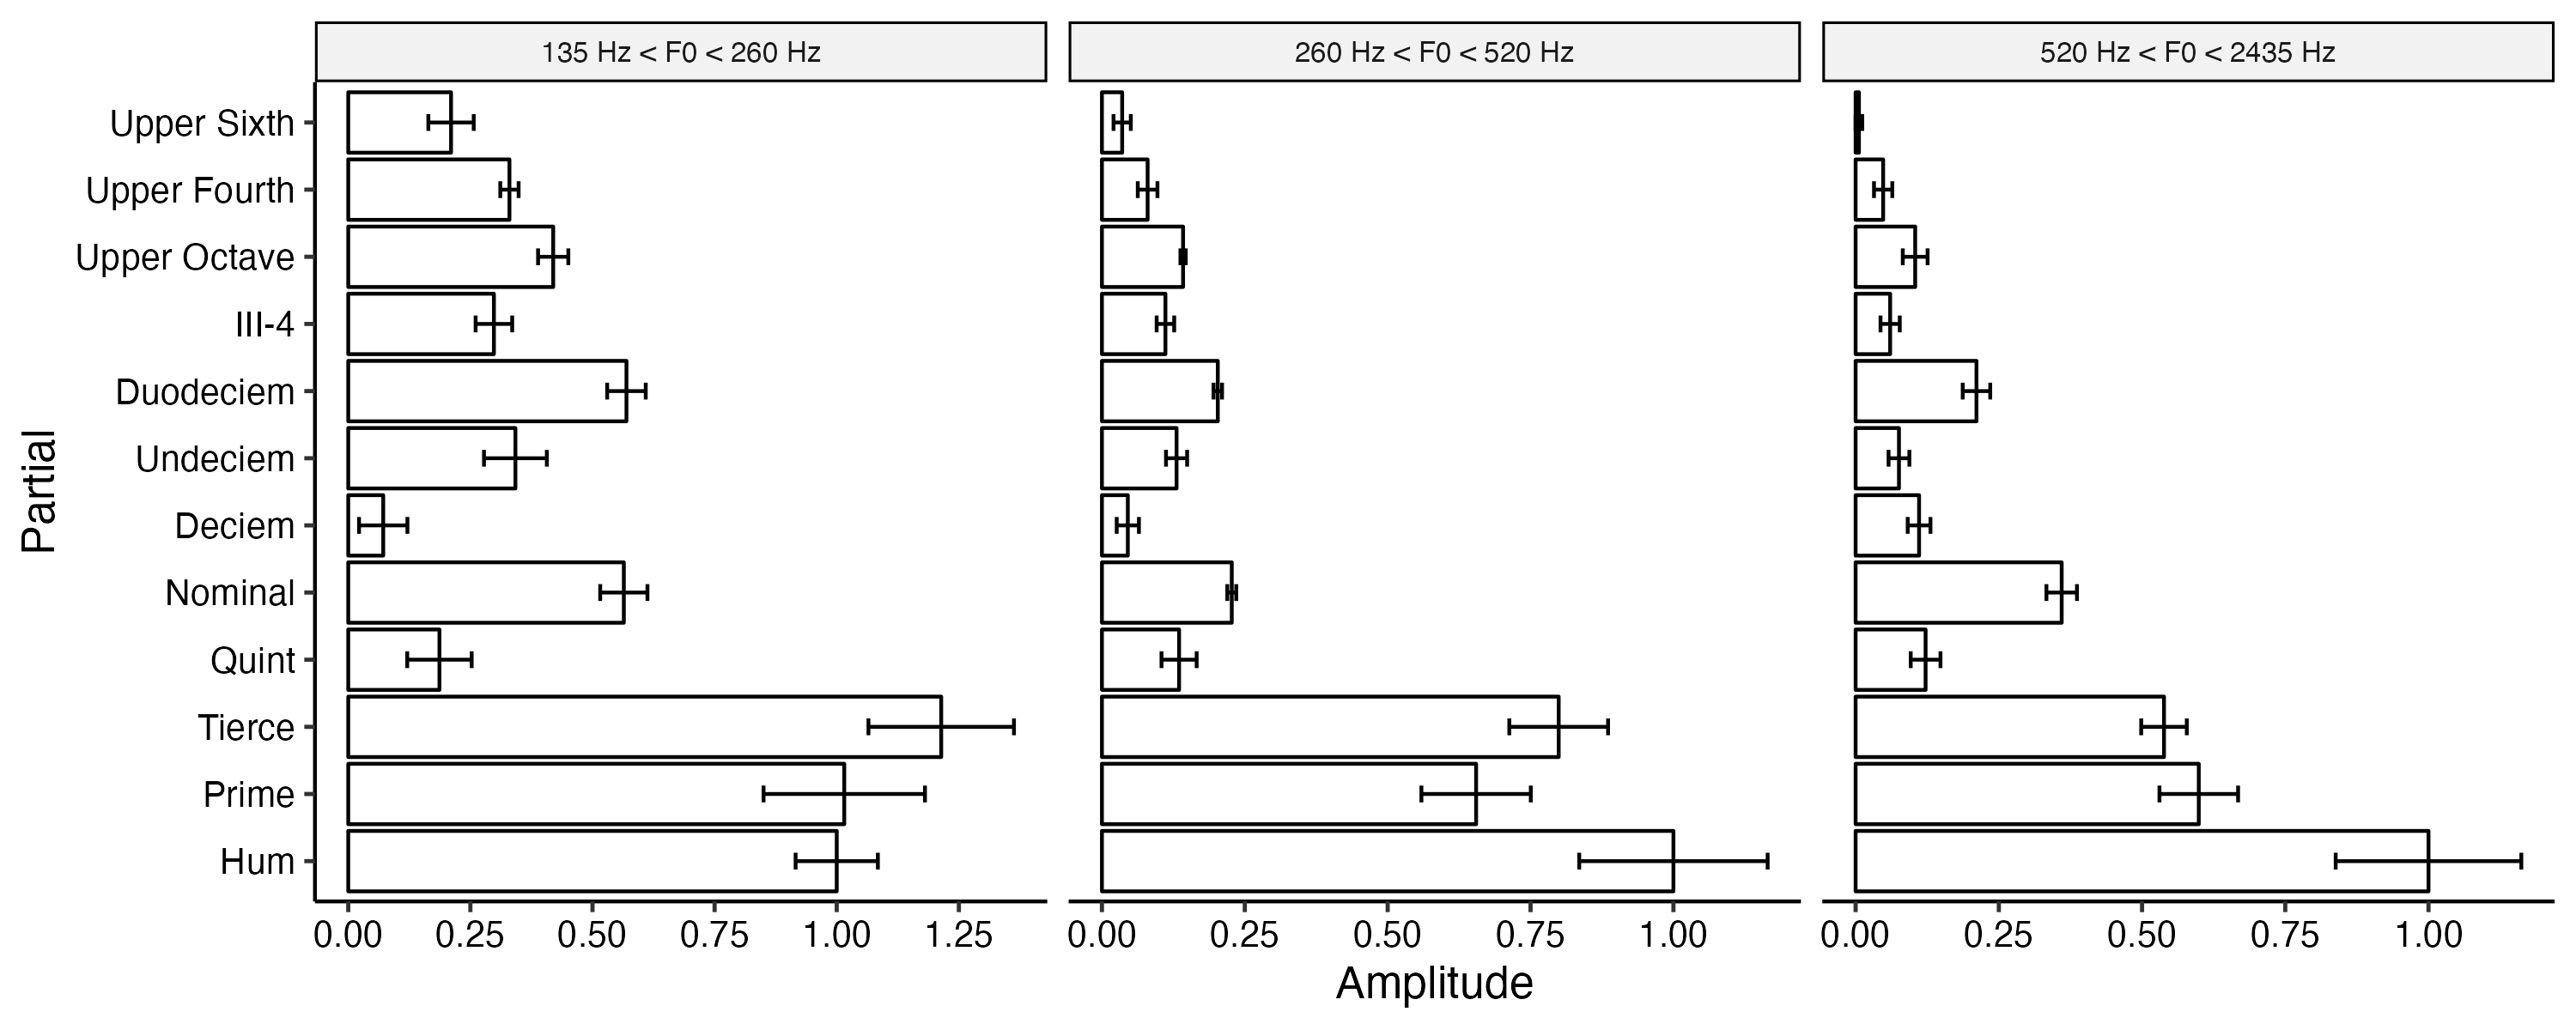 135 Hz < F0 < 260 Hz
260 Hz < F0 < 520 Hz
520 Hz < F0 < 2435 Hz
Partial
Upper Sixth
Upper Fourth
Upper Octave
III-4
Duodeciem
Undeciem
Deciem
Nominal
Quint
Tierce
Prime
Hum
0.00 0.25 0.50 0.75 1.00 1.25
0.00 0.25 0.50 0.75 1.00
0.00 0.25 0.50 0.75 1.00
Amplitude